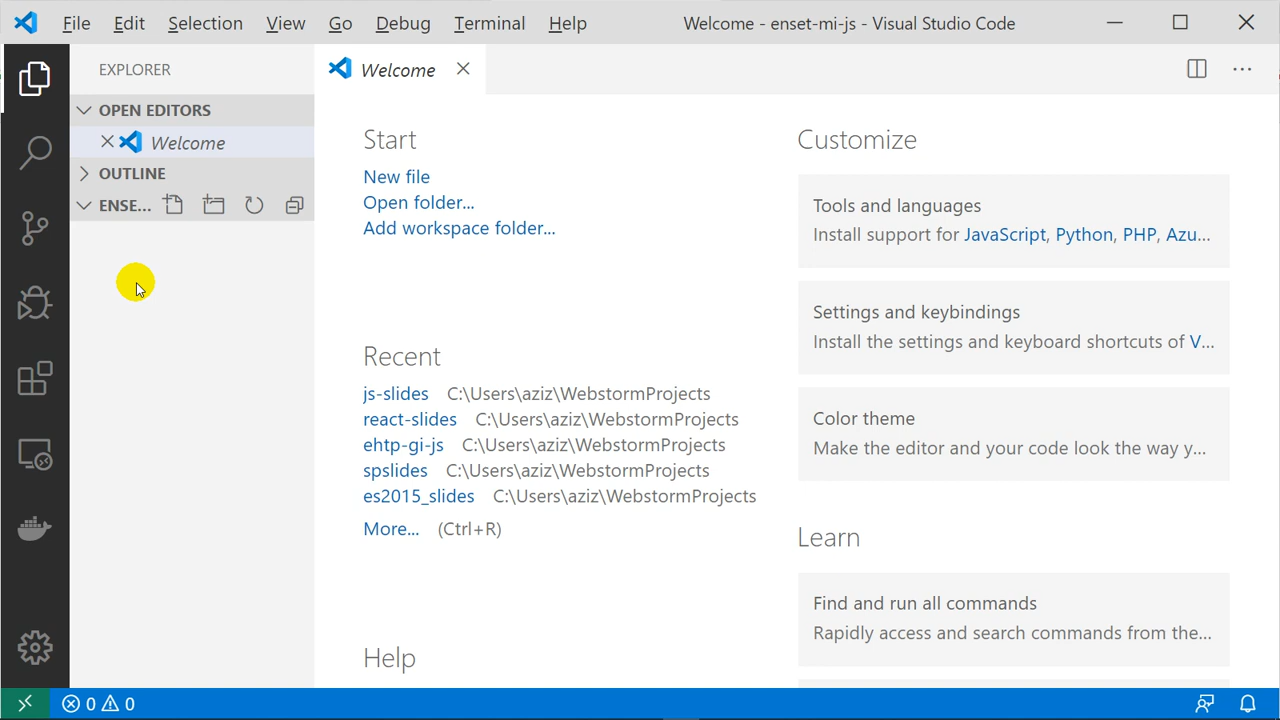 File Edit Selection View Go Debug Terminal Help Welcome - enset-mi-js - Visual Studio Code
EXPLORER
Welcome
OPEN EDITORS
Welcome
OUTLINE
ENSE...
Start
New file
Open folder...
Add workspace folder...
Recent
js-slides C:\Users\aziz\WebstormProjects
react-slides C:\Users\aziz\WebstormProjects
ehtp-gi-js C:\Users\aziz\WebstormProjects
spslides C:\Users\aziz\WebstormProjects
es2015_slides C:\Users\aziz\WebstormProjects
More... (Ctrl+R)
Help
Customize
Tools and languages
Install support for JavaScript, Python, PHP, Azu...
Settings and keybindings
Install the settings and keyboard shortcuts of V...
Color theme
Make the editor and your code look the way y...
Learn
Find and run all commands
Rapidly access and search commands from the...
0 0